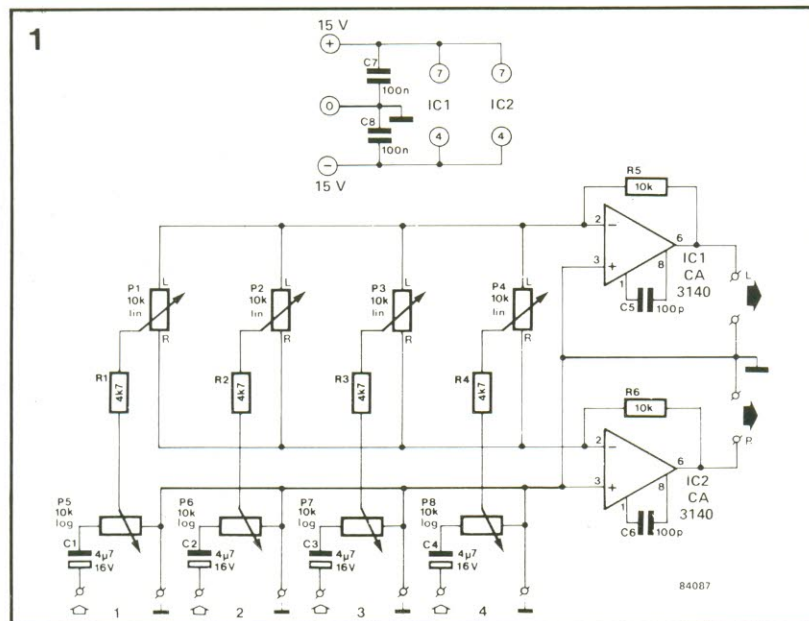 1
15 V
+
C7
100n
7
7
0
IC1
IC2
C8
100n
4
4
−
15 V
R5
10k
2
−
6
3
+
IC1
CA
3140
1
8
C5
100p
L
P1
10k
lin
L
R
P2
10k
lin
L
R
P3
10k
lin
L
R
P4
10k
lin
L
R
R1
4k7
R2
4k7
R3
4k7
R4
4k7
R6
10k
2
−
6
3
+
IC2
CA
3140
1
8
C6
100p
R
P5
10k
log
P6
10k
log
P7
10k
log
P8
10k
log
C1
4µ7
16V
C2
4µ7
16V
C3
4µ7
16V
C4
4µ7
16V
1
2
3
4
84087